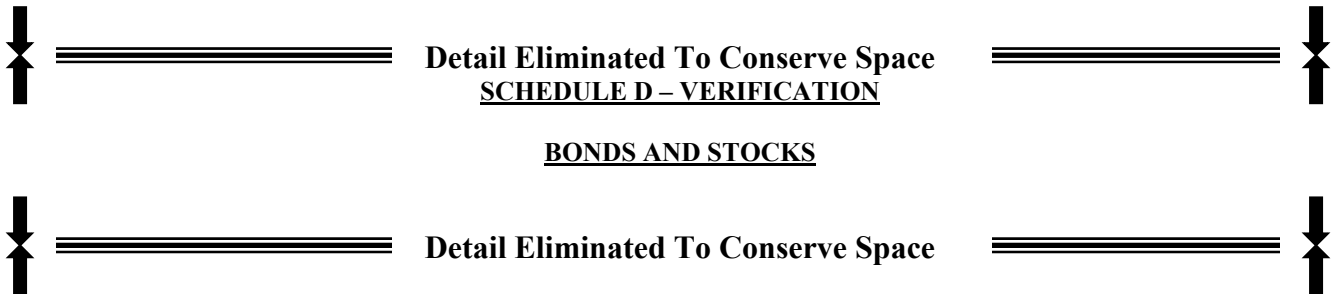 Detail Eliminated To Conserve Space
SCHEDULE D – VERIFICATION
BONDS AND STOCKS
Detail Eliminated To Conserve Space